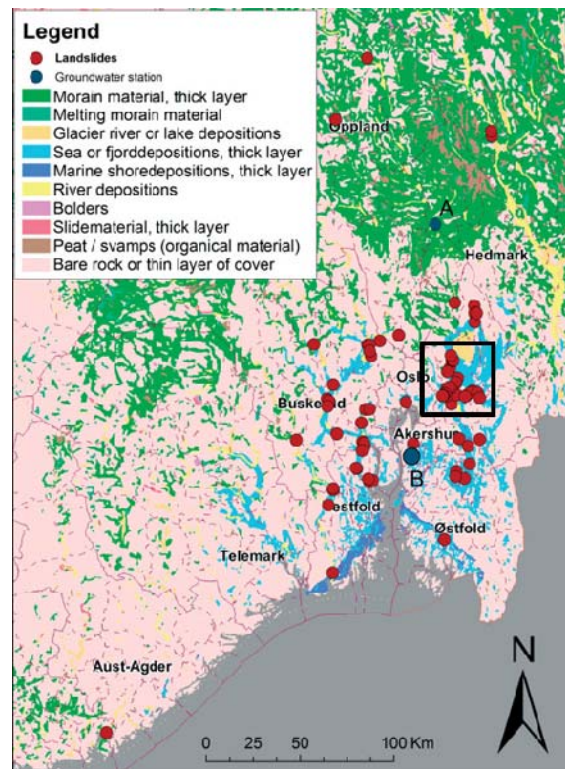 Legend
Landslides
Groundwater station
Morain material, thick layer
Melting morain material
Glacier river or lake depositions
Sea or fjorddepositions, thick layer
Marine shoredepositions, thick layer
River depositions
Bolders
Slidematerial, thick layer
Peat / svamps (organical material)
Bare rock or thin layer of cover
Oppland
A
Hedmark
Oslo
Buskerud
Akershus
B
estfold
Østfold
Telemark
Aust-Agder
N
0 25 50 100 Km